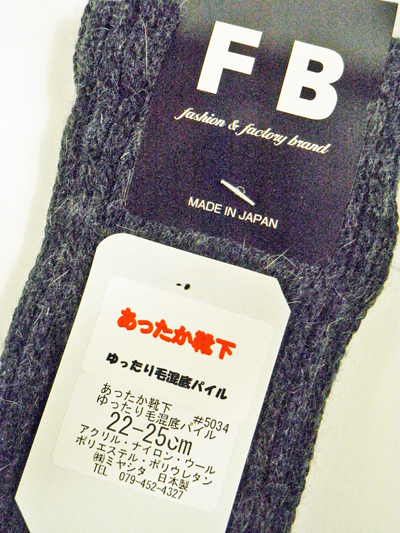 FB
fashion & factory brand
MADE IN JAPAN
あったか靴下
ゆったり毛混底パイル
あったか靴下 #5034
ゆったり毛混底パイル
22-25cm
アクリル・ナイロン・ウール
ポリエステル・ポリウレタン
㈱ミヤシタ 日本製
TEL 079-452-4327